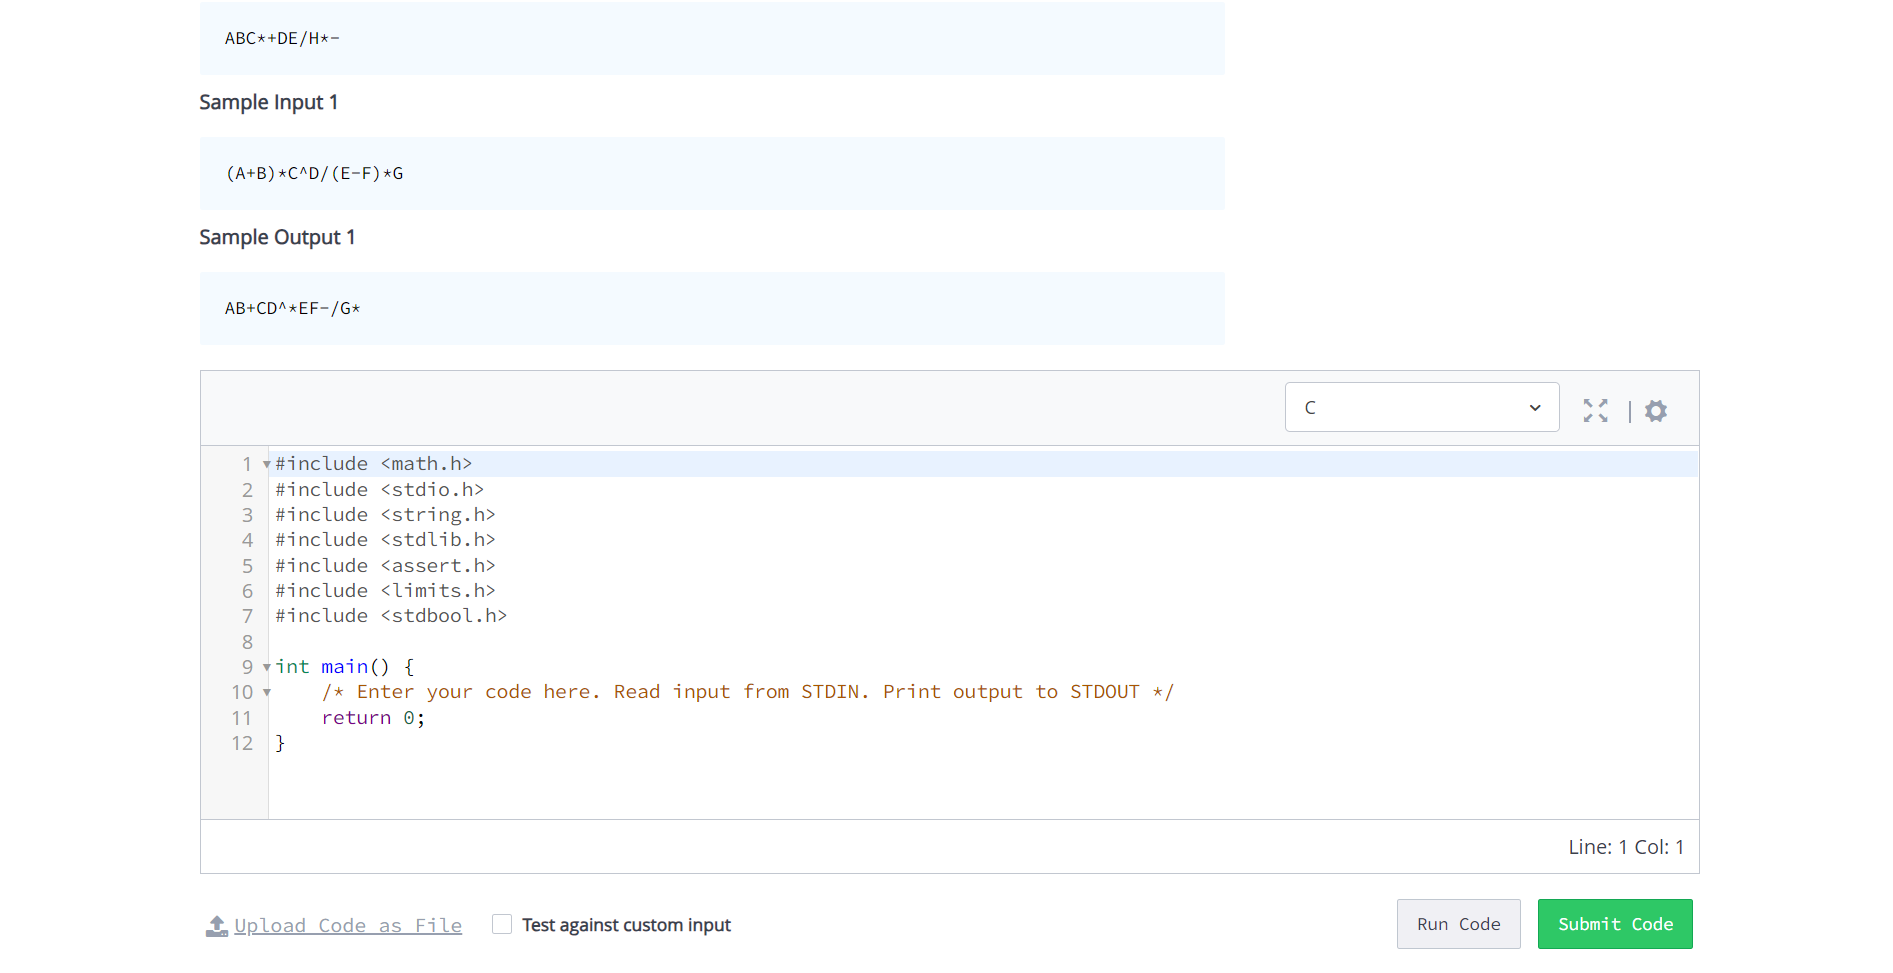 ABC*+DE/H*-
Sample Input 1
(A+B)*C^D/(E-F)*G
Sample Output 1
AB+CD^*EF-/G*
C
1 #include <math.h>
2 #include <stdio.h>
3 #include <string.h>
4 #include <stdlib.h>
5 #include <assert.h>
6 #include <limits.h>
7 #include <stdbool.h>
8
9 int main() {
10     /* Enter your code here. Read input from STDIN. Print output to STDOUT */
11     return 0;
12 }
Line: 1 Col: 1
Upload Code as File Test against custom input Run Code Submit Code